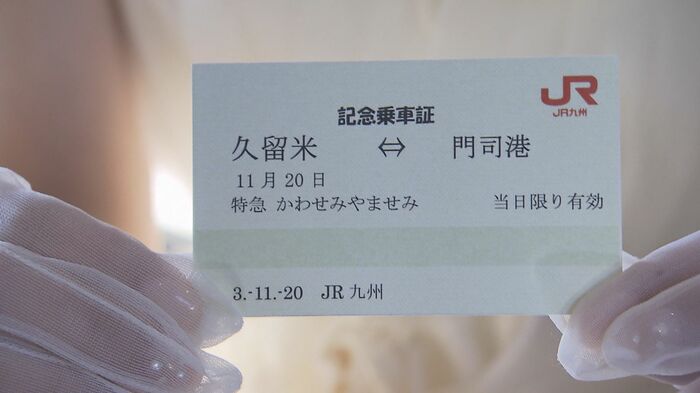 JR
JR九州
記念乗車証
久留米 ⇔ 門司港
11月20日
特急 かわせみやませみ 当日限り有効
3.-11.-20 JR九州